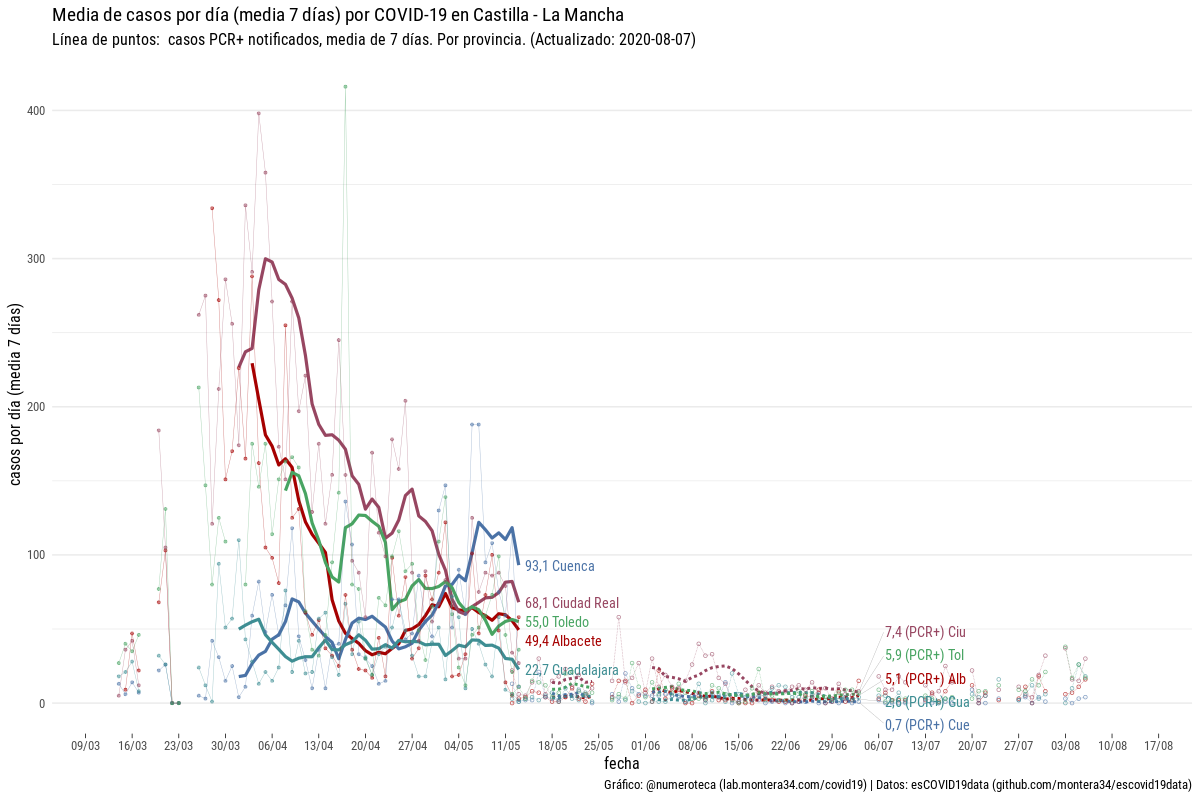 Media de casos por día (media 7 días) por COVID-19 en Castilla - La Mancha
Línea de puntos:  casos PCR+ notificados, media de 7 días. Por provincia. (Actualizado: 2020-08-07)
casos por día (media 7 días)
400
300
200
100
0
93,1 Cuenca
68,1 Ciudad Real
55,0 Toledo
49,4 Albacete
22,7 Guadalajara
7,4 (PCR+) Ciu
5,9 (PCR+) Tol
5,1 (PCR+) Alb
2,6 (PCR+) Gua
0,7 (PCR+) Cue
09/03 16/03 23/03 30/03 06/04 13/04 20/04 27/04 04/05 11/05 18/05 25/05 01/06 08/06 15/06 22/06 29/06 06/07 13/07 20/07 27/07 03/08 10/08 17/08
fecha
Gráfico: @numeroteca (lab.montera34.com/covid19) | Datos: esCOVID19data (github.com/montera34/escovid19data)